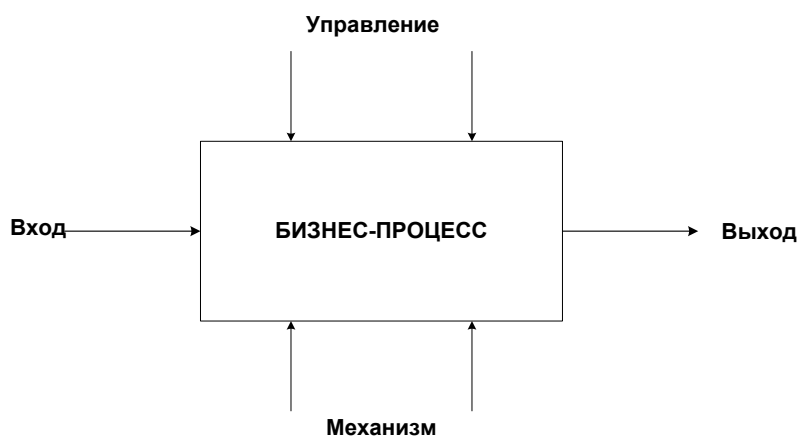 Управление
Вход
БИЗНЕС-ПРОЦЕСС
Выход
Механизм